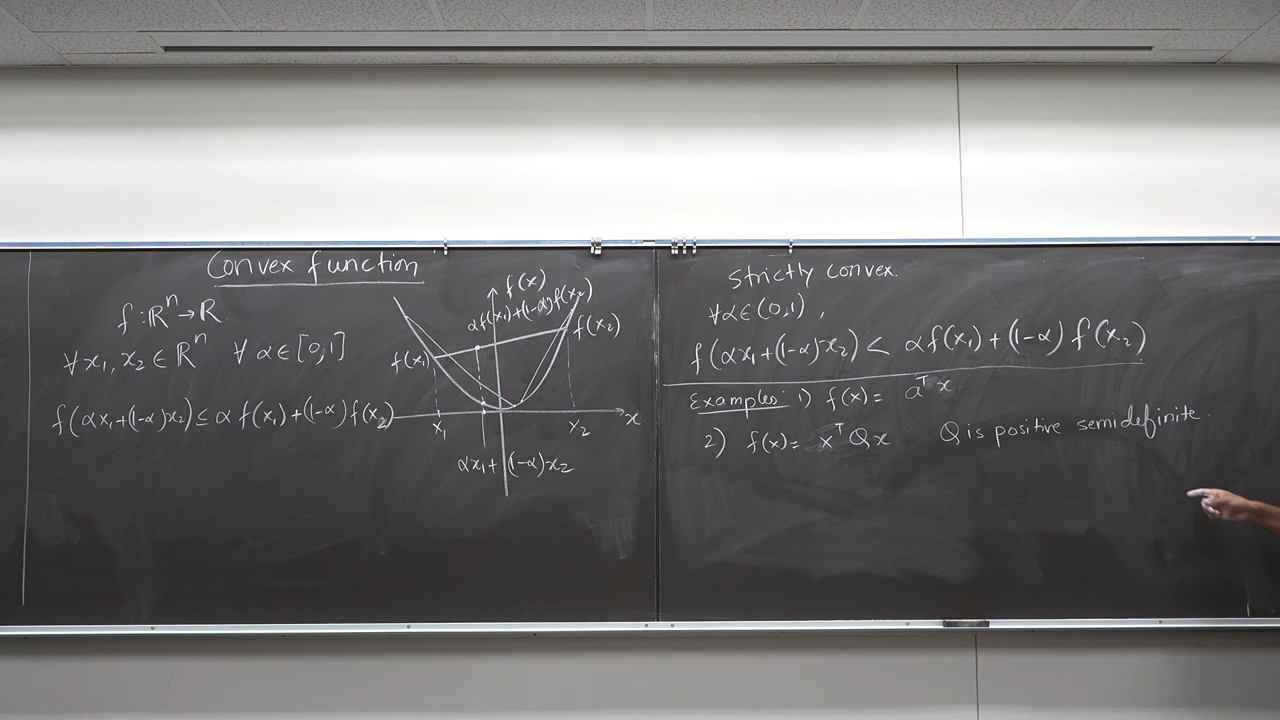 Convex function
f : ℝⁿ → ℝ
∀ x₁, x₂ ∈ ℝⁿ ∀ α ∈ [0,1]
f(αx₁+(1-α)x₂) ≤ α f(x₁)+(1-α) f(x₂)
f(x)
αf(x₁)+(1-α)f(x₂)
f(x₂)
f(x₁)
x₁
x₂
x
αx₁+(1-α)x₂
Strictly convex.
∀α∈(0,1),
f(αx₁+(1-α)x₂) < αf(x₁)+(1-α) f(x₂)
Examples: 1) f(x)= aᵀx
2) f(x)= xᵀQx Q is positive semidefinite.